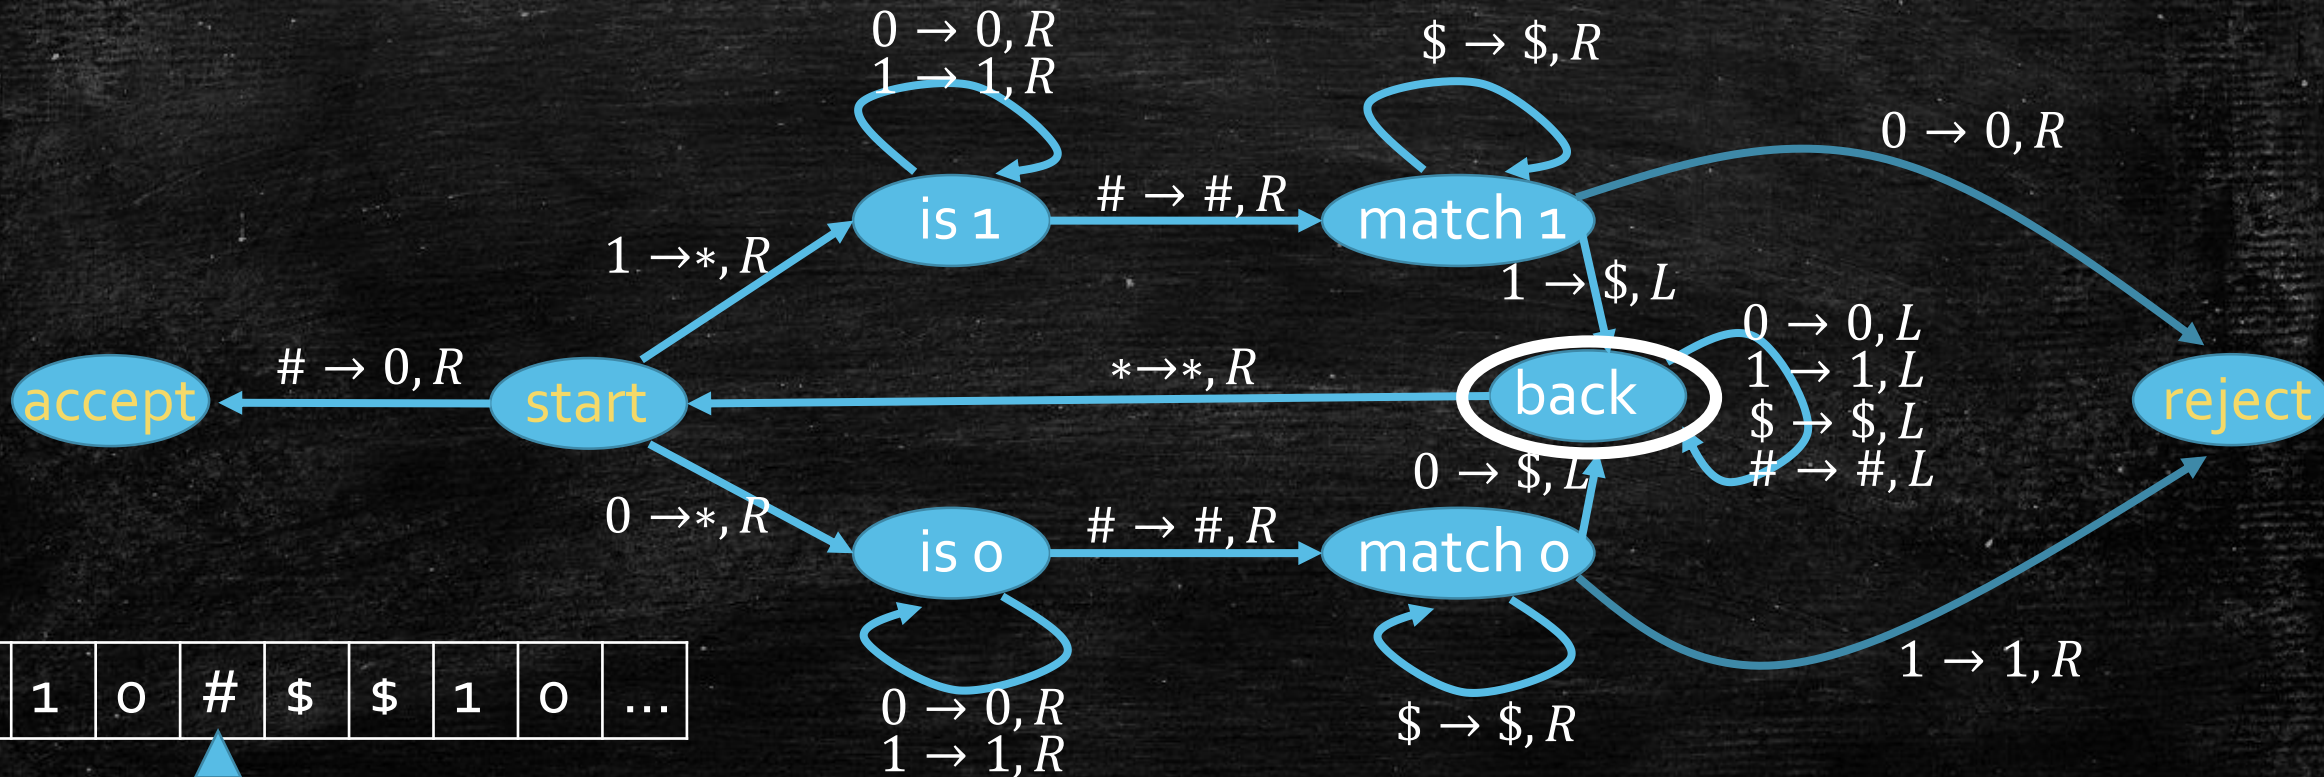 0 → 0, R
1 → 1, R
$ → $, R
0 → 0, R
# → #, R
is 1
match 1
1 →*, R
1 → $, L
0 → 0, L
1 → 1, L
$ → $, L
# → #, L
# → 0, R
*→*, R
accept
start
back
reject
0 → $, L
0 →*, R
# → #, R
is 0
match 0
1 → 1, R
1 0 # $ $ 1 0 ...
0 → 0, R
1 → 1, R
$ → $, R